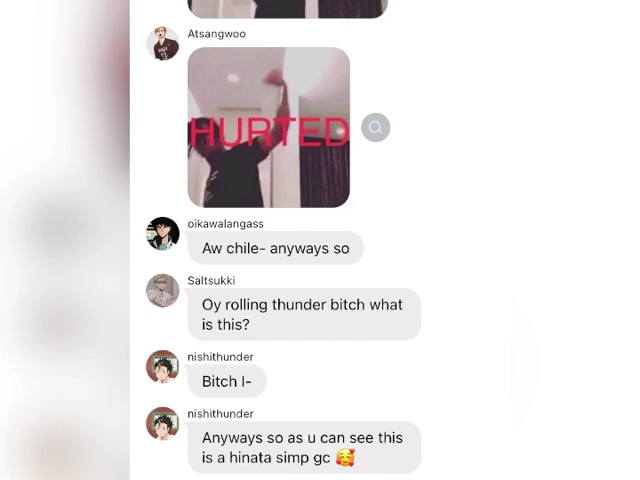 Atsangwoo
HURTED
oikawalangass
Aw chile- anyways so
Saltsukki
Oy rolling thunder bitch what
is this?
nishithunder
Bitch I-
nishithunder
Anyways so as u can see this
is a hinata simp gc 🥰